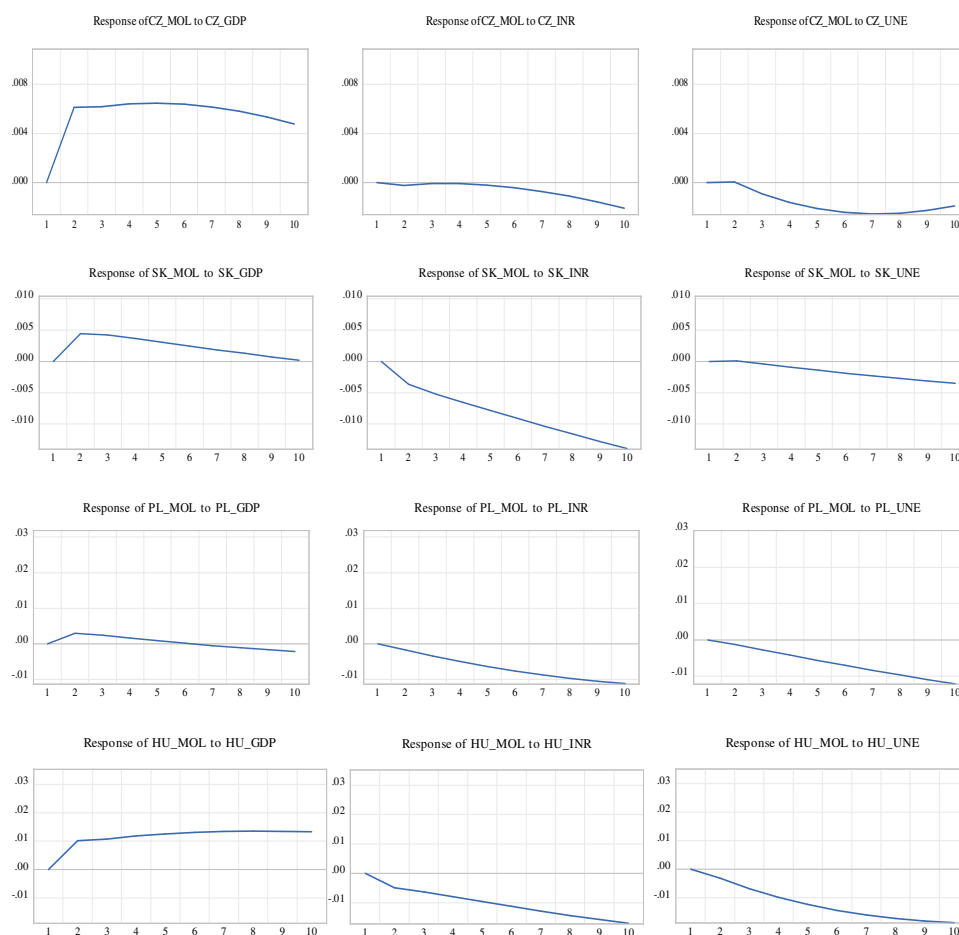 Response of CZ_MOL to CZ_GDP
Response of CZ_MOL to CZ_INR
Response of CZ_MOL to CZ_UNE
.008
.004
.000
1 2 3 4 5 6 7 8 9 10
.008
.004
.000
1 2 3 4 5 6 7 8 9 10
.008
.004
.000
1 2 3 4 5 6 7 8 9 10
Response of SK_MOL to SK_GDP
Response of SK_MOL to SK_INR
Response of SK_MOL to SK_UNE
.010
.005
.000
-.005
-.010
1 2 3 4 5 6 7 8 9 10
.010
.005
.000
-.005
-.010
1 2 3 4 5 6 7 8 9 10
.010
.005
.000
-.005
-.010
1 2 3 4 5 6 7 8 9 10
Response of PL_MOL to PL_GDP
Response of PL_MOL to PL_INR
Response of PL_MOL to PL_UNE
.03
.02
.01
.00
-.01
1 2 3 4 5 6 7 8 9 10
.03
.02
.01
.00
-.01
1 2 3 4 5 6 7 8 9 10
.03
.02
.01
.00
-.01
1 2 3 4 5 6 7 8 9 10
Response of HU_MOL to HU_GDP
Response of HU_MOL to HU_INR
Response of HU_MOL to HU_UNE
.03
.02
.01
.00
-.01
1 2 3 4 5 6 7 8 9 10
.03
.02
.01
.00
-.01
1 2 3 4 5 6 7 8 9 10
.03
.02
.01
.00
-.01
1 2 3 4 5 6 7 8 9 10